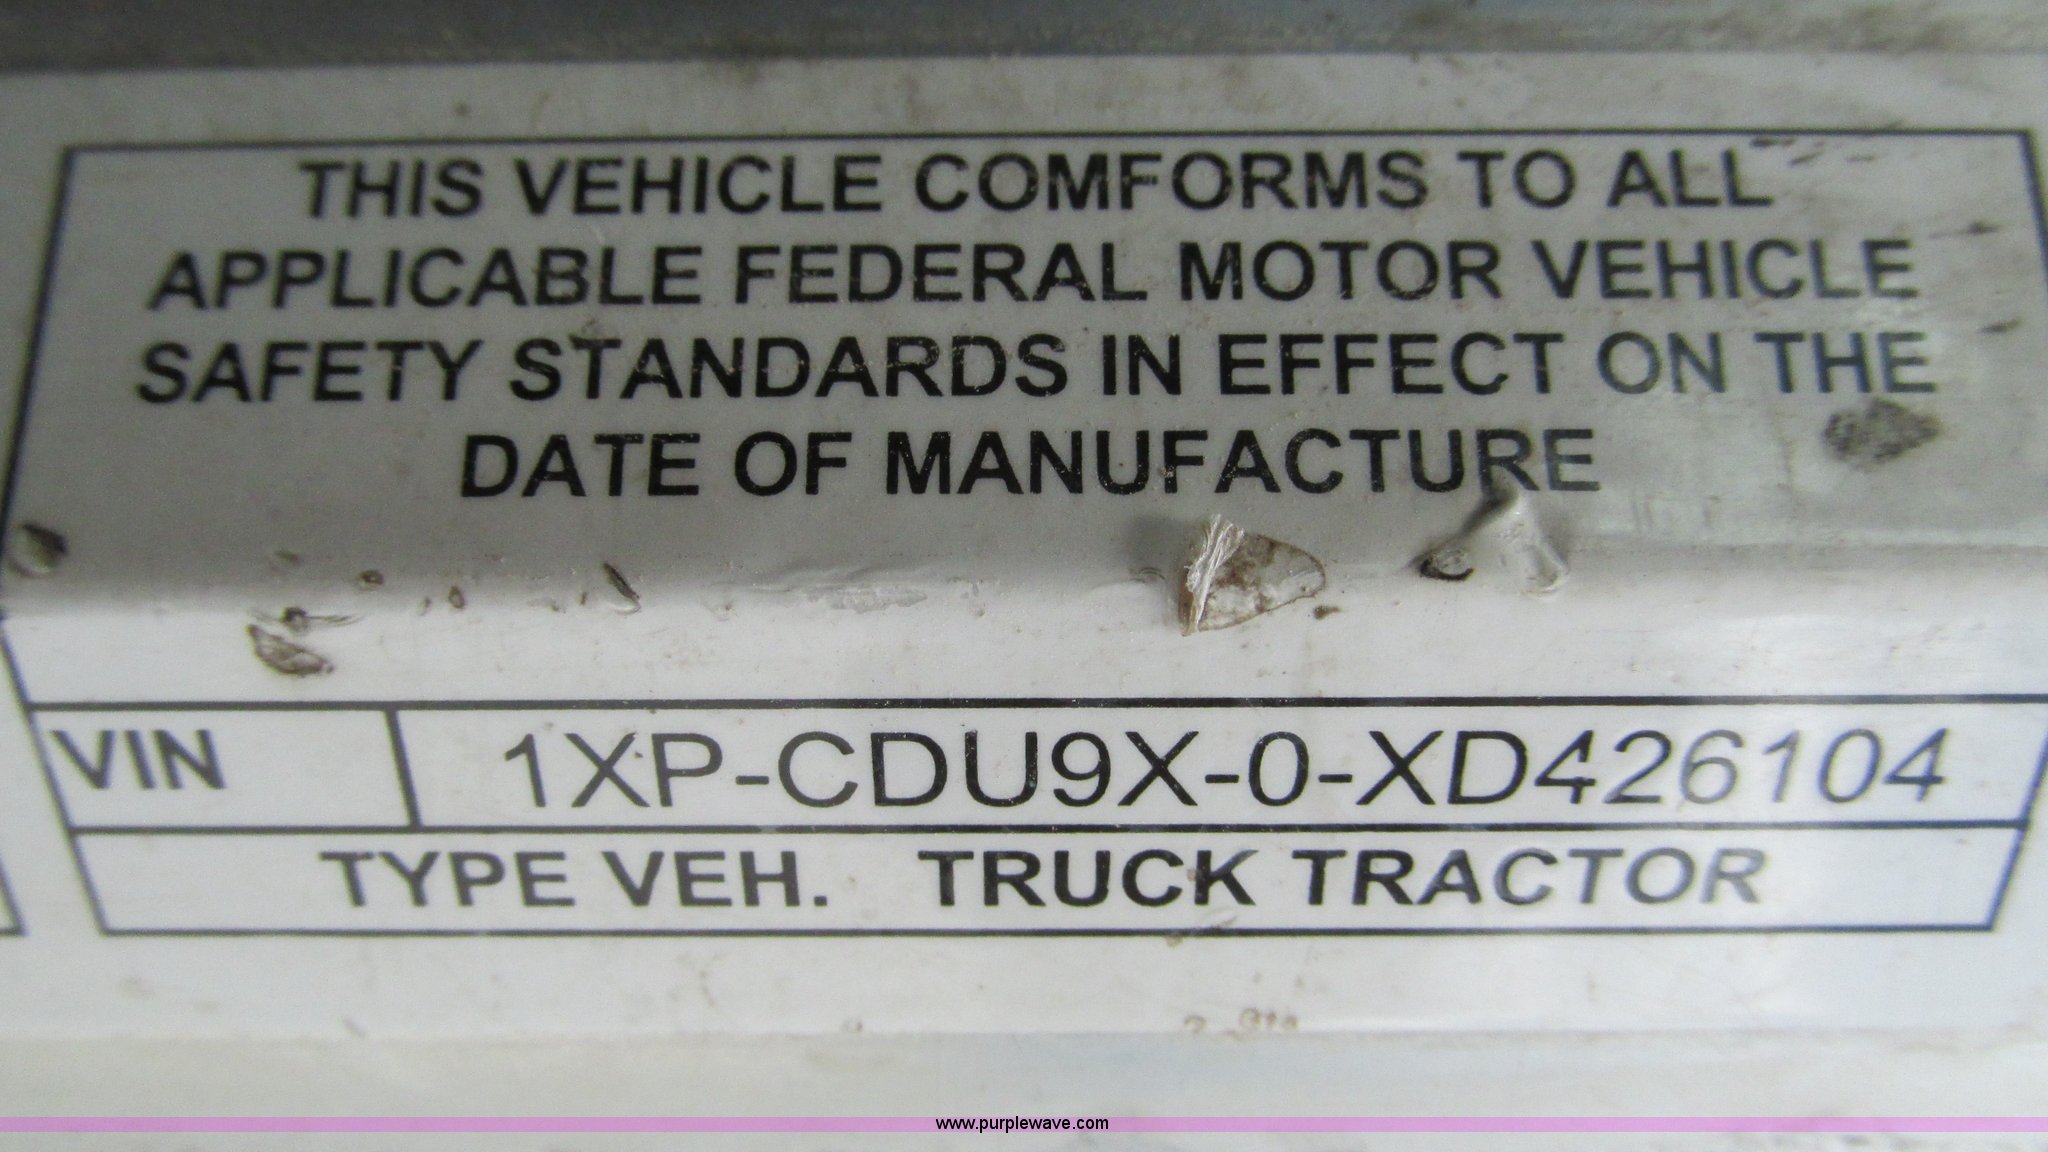 THIS VEHICLE COMFORMS TO ALL
APPLICABLE FEDERAL MOTOR VEHICLE
SAFETY STANDARDS IN EFFECT ON THE
DATE OF MANUFACTURE
VIN 1XP-CDU9X-0-XD426104
TYPE VEH. TRUCK TRACTOR
www.purplewave.com